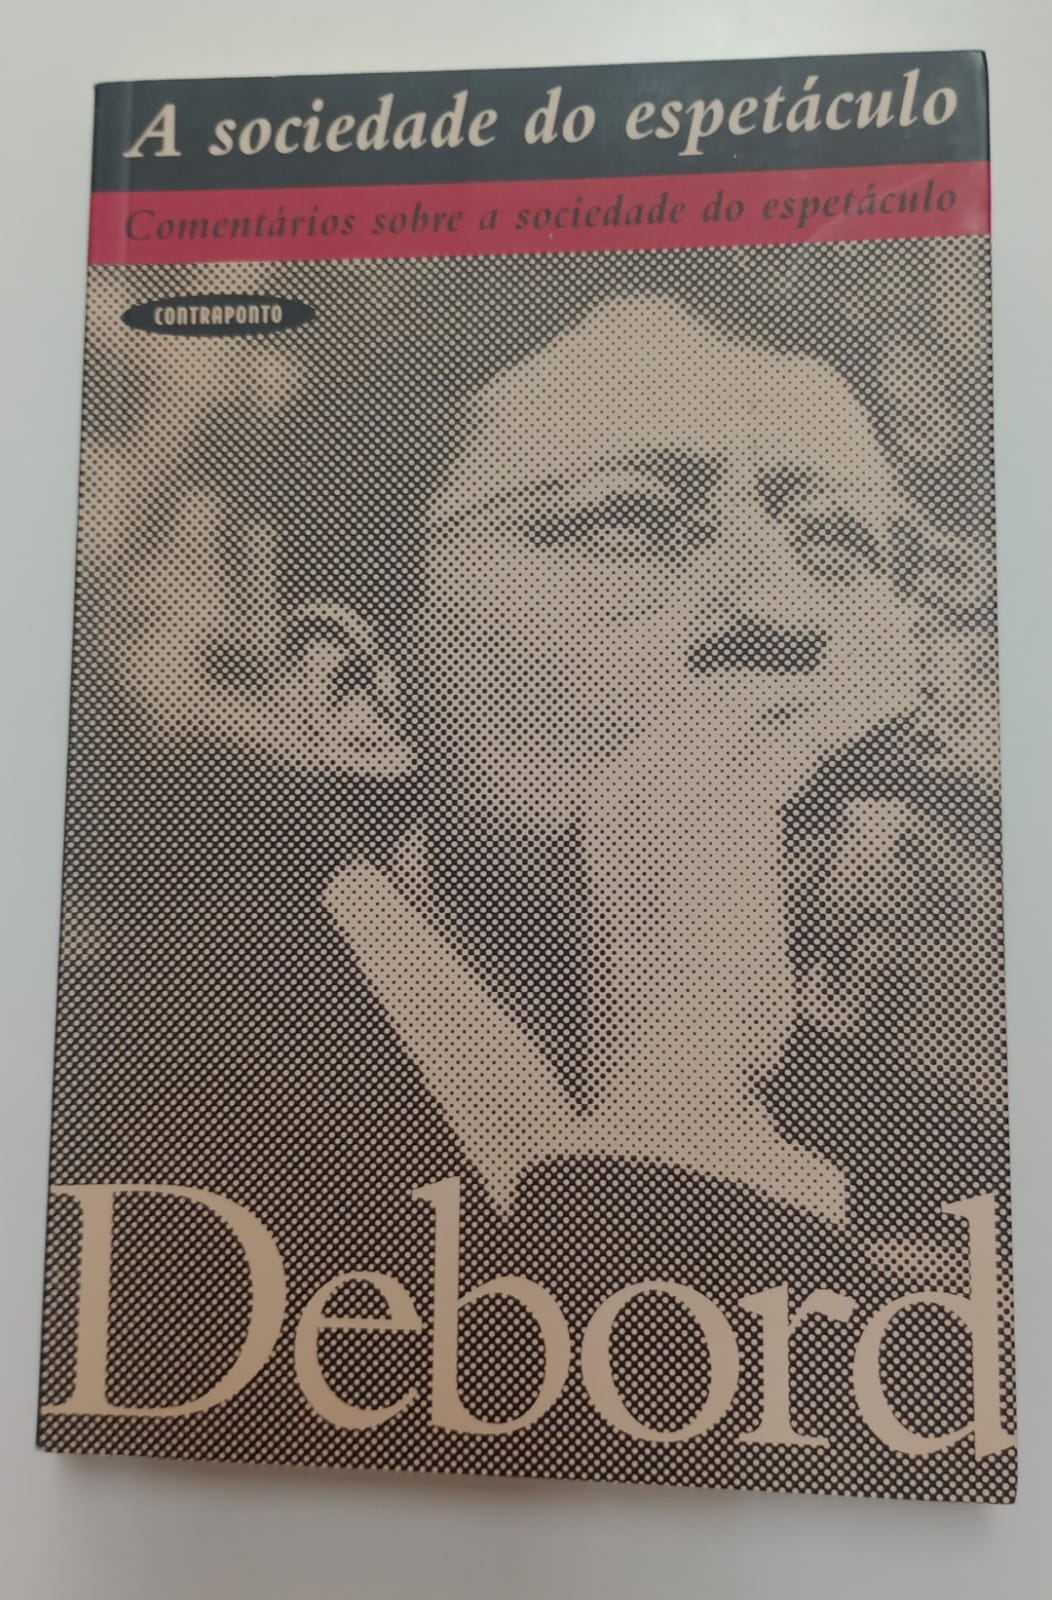 A sociedade do espetáculo
Comentários sobre a sociedade do espetáculo
CONTRAPONTO
Debord